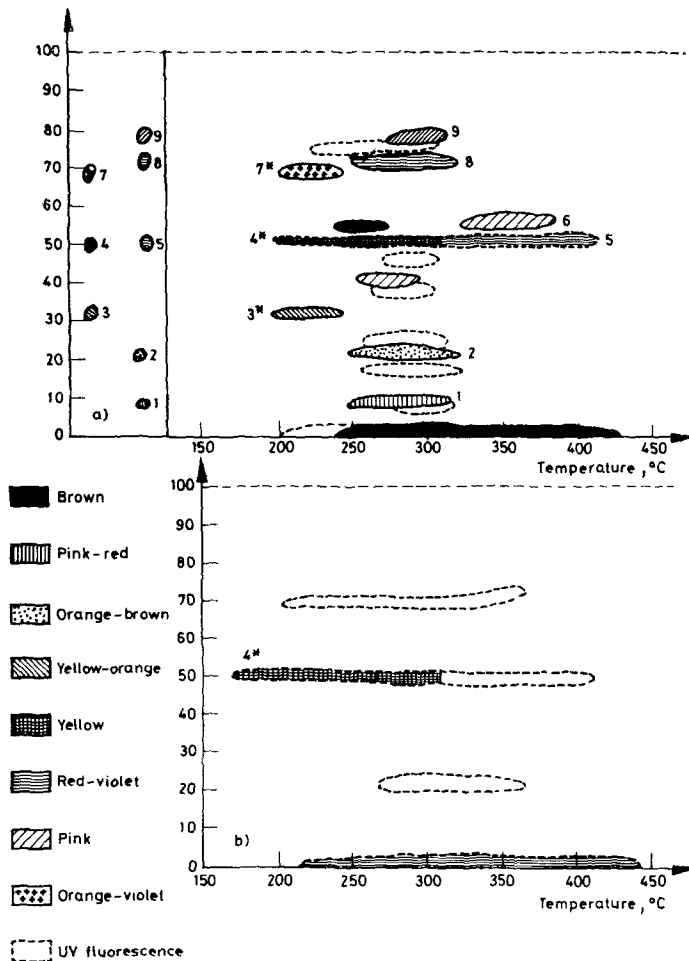 100
90
80
70
60
50
40
30
20
10
0
a)
9
8
7
4
5
3
2
1
9
8
7*
6
4*
5
3*
2
1
150 200 250 300 350 400 450
Temperature , °C
100
90
80
70
60
50
40
30
20
10
0
4*
b)
150 200 250 300 350 400 450
Temperature , °C
Brown
Pink-red
Orange-brown
Yellow-orange
Yellow
Red-violet
Pink
Orange-violet
UV fluorescence